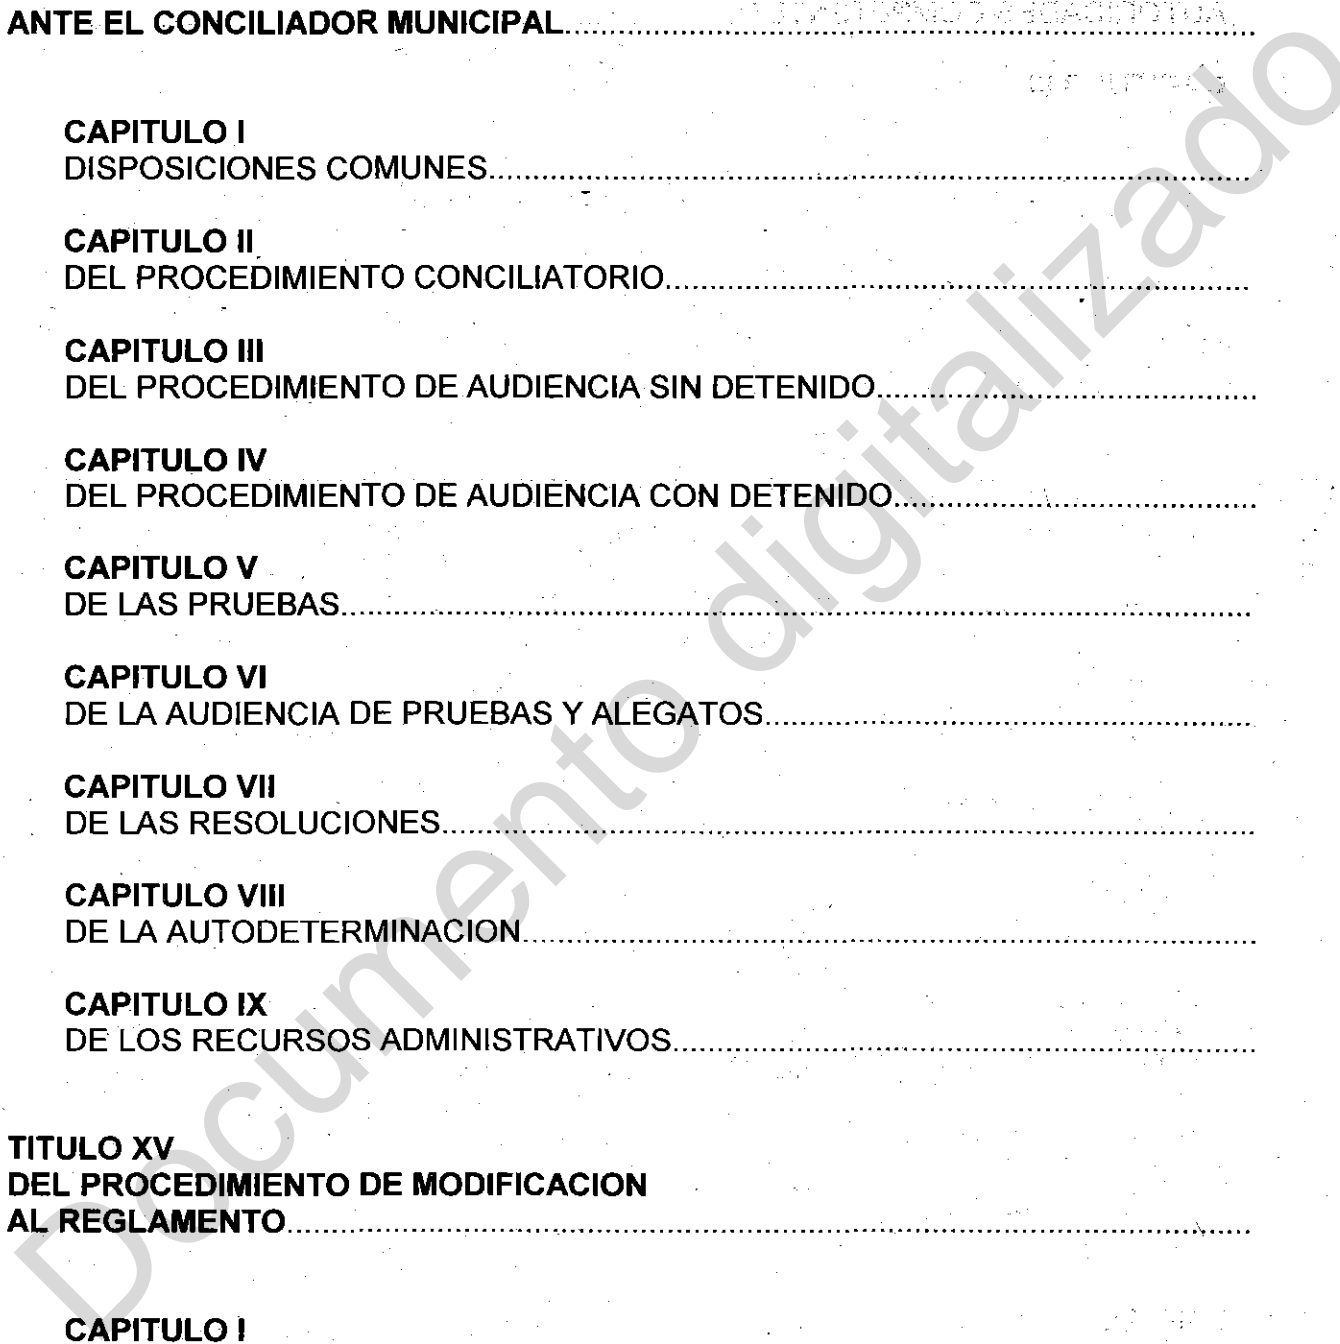 ANTE EL CONCILIADOR MUNICIPAL
CAPITULO I
DISPOSICIONES COMUNES
CAPITULO II
DEL PROCEDIMIENTO CONCILIATORIO
CAPITULO III
DEL PROCEDIMIENTO DE AUDIENCIA SIN DETENIDO
CAPITULO IV
DEL PROCEDIMIENTO DE AUDIENCIA CON DETENIDO
CAPITULO V
DE LAS PRUEBAS
CAPITULO VI
DE LA AUDIENCIA DE PRUEBAS Y ALEGATOS
CAPITULO VII
DE LAS RESOLUCIONES
CAPITULO VIII
DE LA AUTODETERMINACION
CAPITULO IX
DE LOS RECURSOS ADMINISTRATIVOS
TITULO XV
DEL PROCEDIMIENTO DE MODIFICACION
AL REGLAMENTO
CAPITULO I
Documento digitalizado